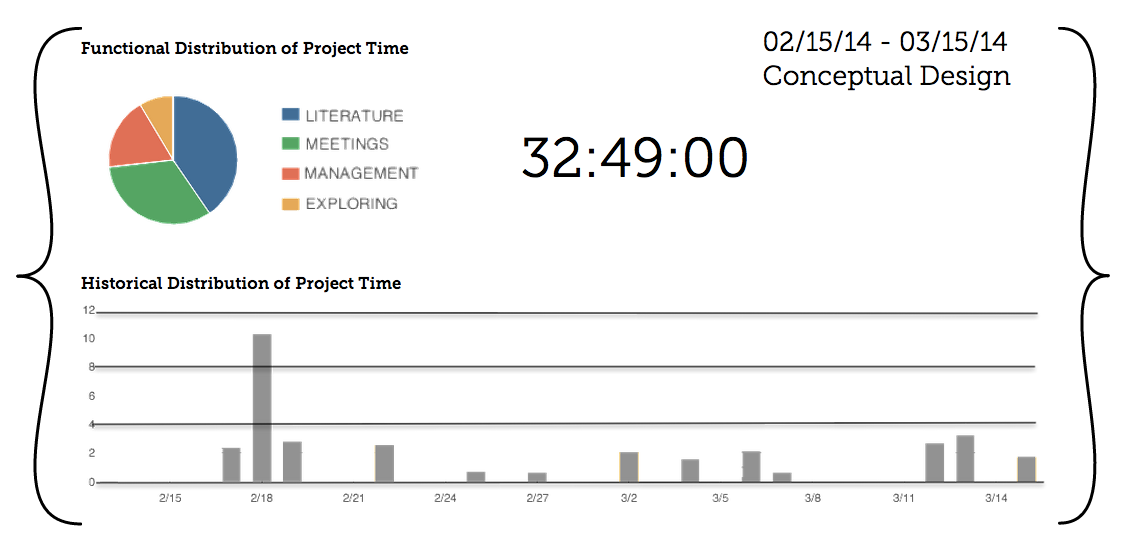 Functional Distribution of Project Time
02/15/14 - 03/15/14
Conceptual Design
LITERATURE
MEETINGS
MANAGEMENT
EXPLORING
32:49:00
Historical Distribution of Project Time
12
10
8
6
4
2
0
2/15 2/18 2/21 2/24 2/27 3/2 3/5 3/8 3/11 3/14